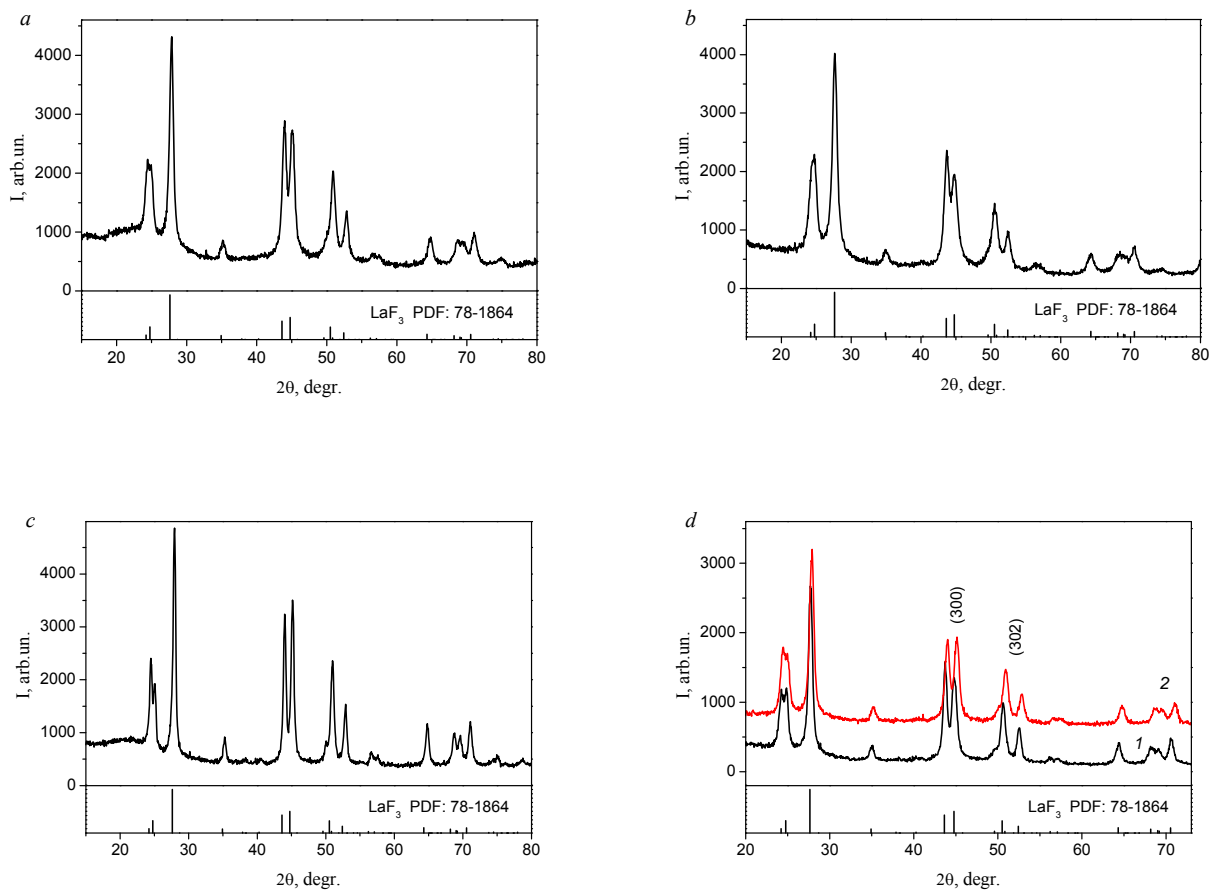 a
4000
3000
2000
1000
0
I, arb.un.
LaF3 PDF: 78-1864
20 30 40 50 60 70 80
2θ, degr.
b
4000
3000
2000
1000
0
I, arb.un.
LaF3 PDF: 78-1864
20 30 40 50 60 70 80
2θ, degr.
c
4000
3000
2000
1000
0
I, arb.un.
LaF3 PDF: 78-1864
20 30 40 50 60 70 80
2θ, degr.
d
3000
2000
1000
0
I, arb.un.
(300)
(302)
2
1
LaF3 PDF: 78-1864
20 30 40 50 60 70
2θ, degr.